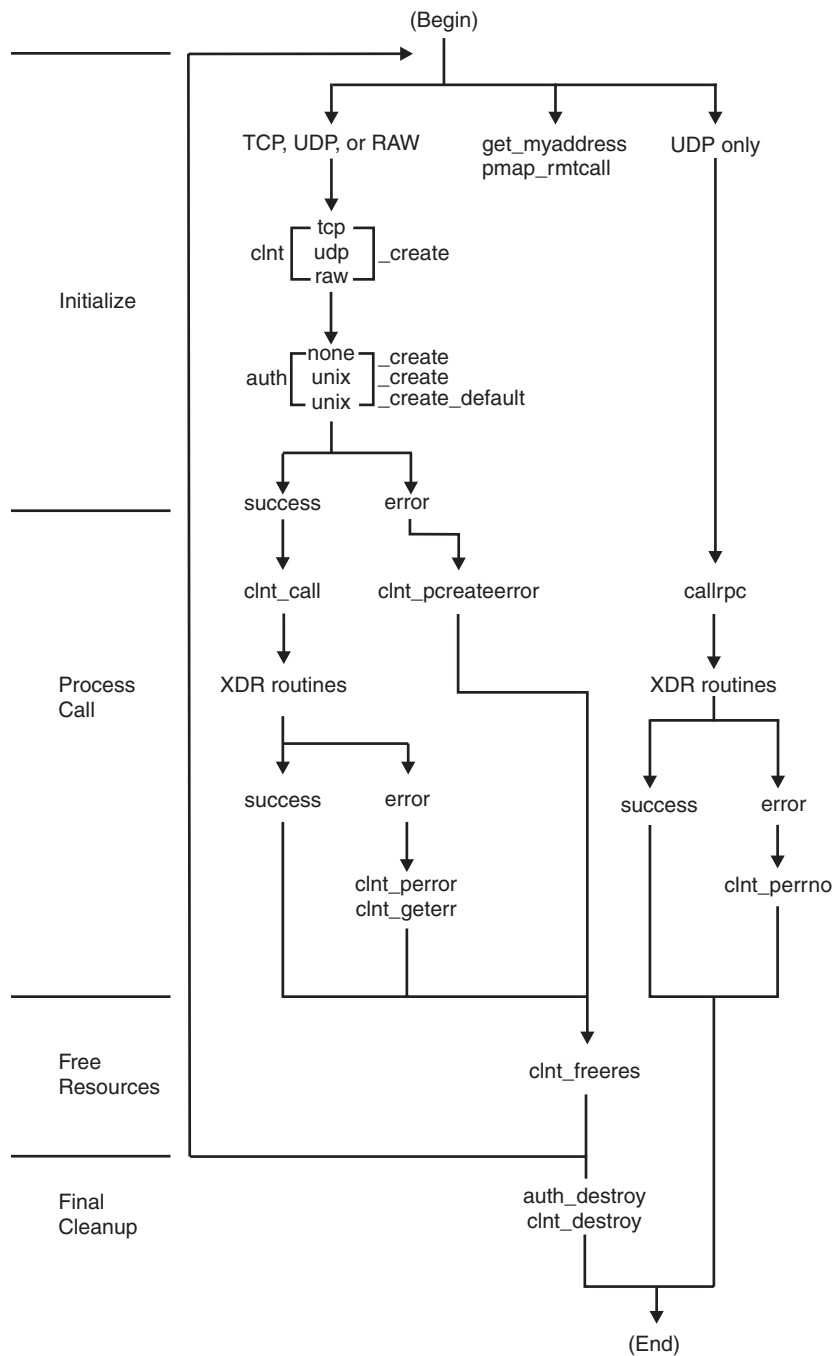 (Begin)
TCP, UDP, or RAW
get_myaddress
pmap_rmtcall
UDP only
clnt
tcp
udp
raw
_create
Initialize
auth
none
unix
unix
_create
_create
_create_default
success
error
clnt_call
clnt_pcreateerror
callrpc
Process
Call
XDR routines
XDR routines
success
error
success
error
clnt_perror
clnt_geterr
clnt_perrno
Free
Resources
clnt_freeres
Final
Cleanup
auth_destroy
clnt_destroy
(End)